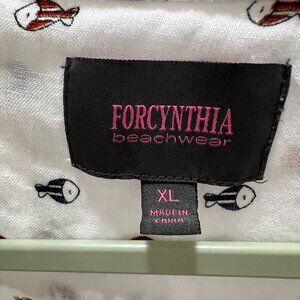 FORCYNTHIA
beachwear
XL
MADE IN
CHINA